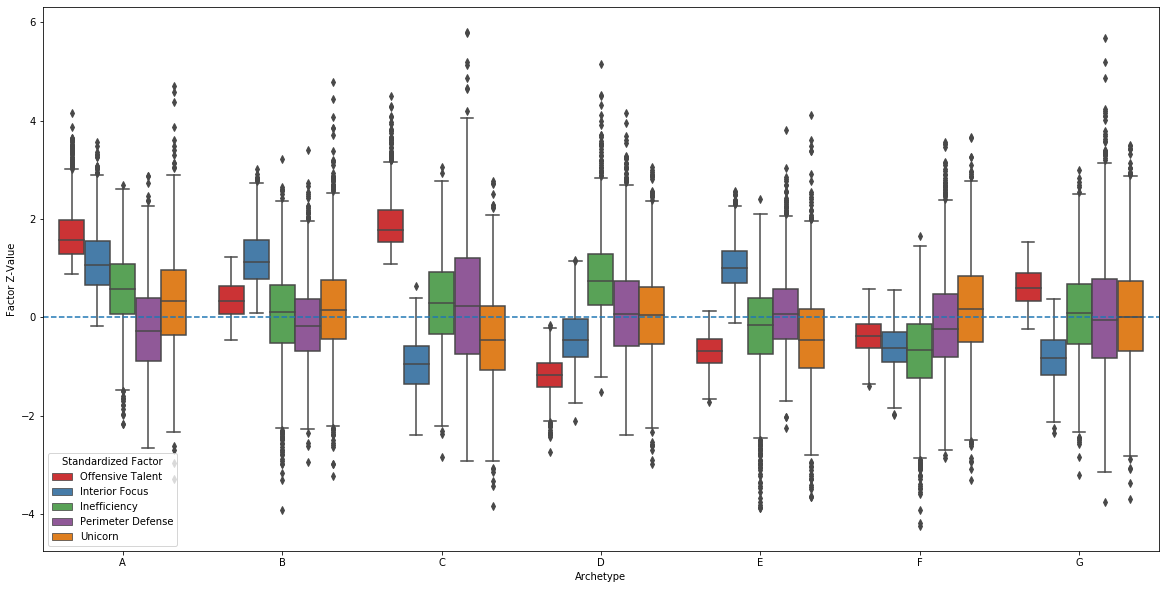 6
4
2
0
−2
−4
Factor Z-Value
Standardized Factor
Offensive Talent
Interior Focus
Inefficiency
Perimeter Defense
Unicorn
A B C D E F G
Archetype